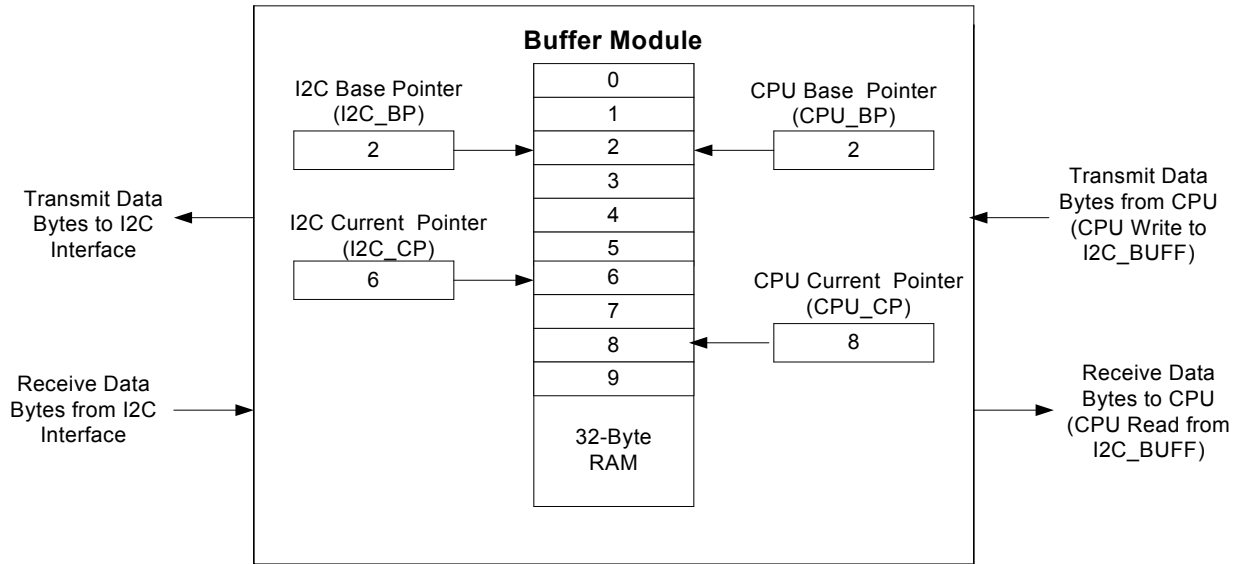 Buffer Module
I2C Base Pointer
(I2C_BP)
2
I2C Current Pointer
(I2C_CP)
6
0
1
2
3
4
5
6
7
8
9
32-Byte
RAM
CPU Base Pointer
(CPU_BP)
2
CPU Current Pointer
(CPU_CP)
8
Transmit Data
Bytes to I2C
Interface
Receive Data
Bytes from I2C
Interface
Transmit Data
Bytes from CPU
(CPU Write to
I2C_BUFF)
Receive Data
Bytes to CPU
(CPU Read from
I2C_BUFF)